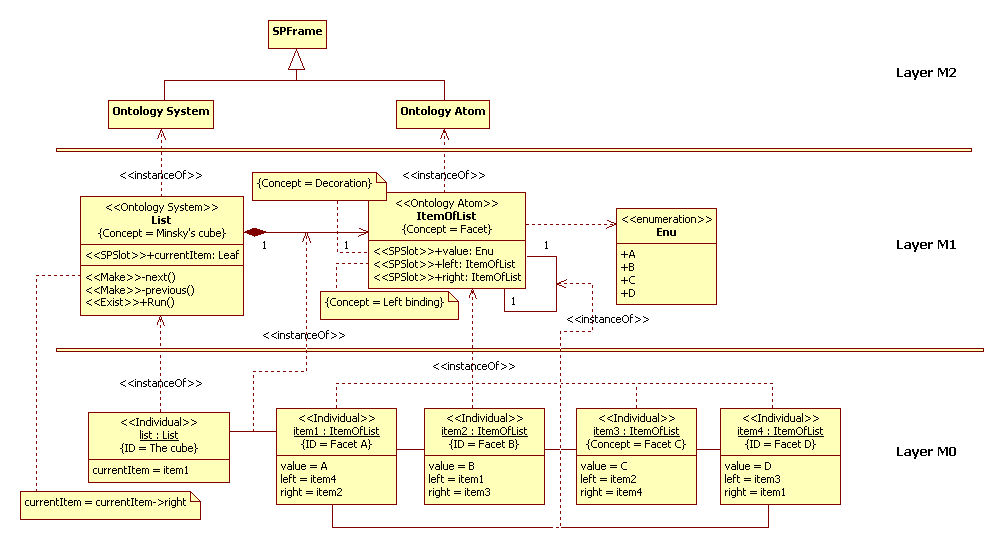 SPFrame
Layer M2
Ontology System
Ontology Atom
<<instanceOf>>
<<instanceOf>>
{Concept = Decoration}
<<Ontology System>>
List
{Concept = Minsky's cube}
<<SPSlot>>+currentItem: Leaf
<<Make>>-next()
<<Make>>-previous()
<<Exist>>+Run()
1
1
<<Ontology Atom>>
ItemOfList
{Concept = Facet}
<<SPSlot>>+value: Enu
<<SPSlot>>+left: ItemOfList
<<SPSlot>>+right: ItemOfList
1
1
<<enumeration>>
Enu
+A
+B
+C
+D
Layer M1
{Concept = Left binding}
<<instanceOf>>
<<instanceOf>>
<<instanceOf>>
<<instanceOf>>
<<Individual>>
list : List
{ID = The cube}
currentItem = item1
<<Individual>>
item1 : ItemOfList
{ID = Facet A}
value = A
left = item4
right = item2
<<Individual>>
item2 : ItemOfList
{ID = Facet B}
value = B
left = item1
right = item3
<<Individual>>
item3 : ItemOfList
{Concept = Facet C}
value = C
left = item2
right = item4
<<Individual>>
item4 : ItemOfList
{ID = Facet D}
value = D
left = item3
right = item1
Layer M0
currentItem = currentItem->right